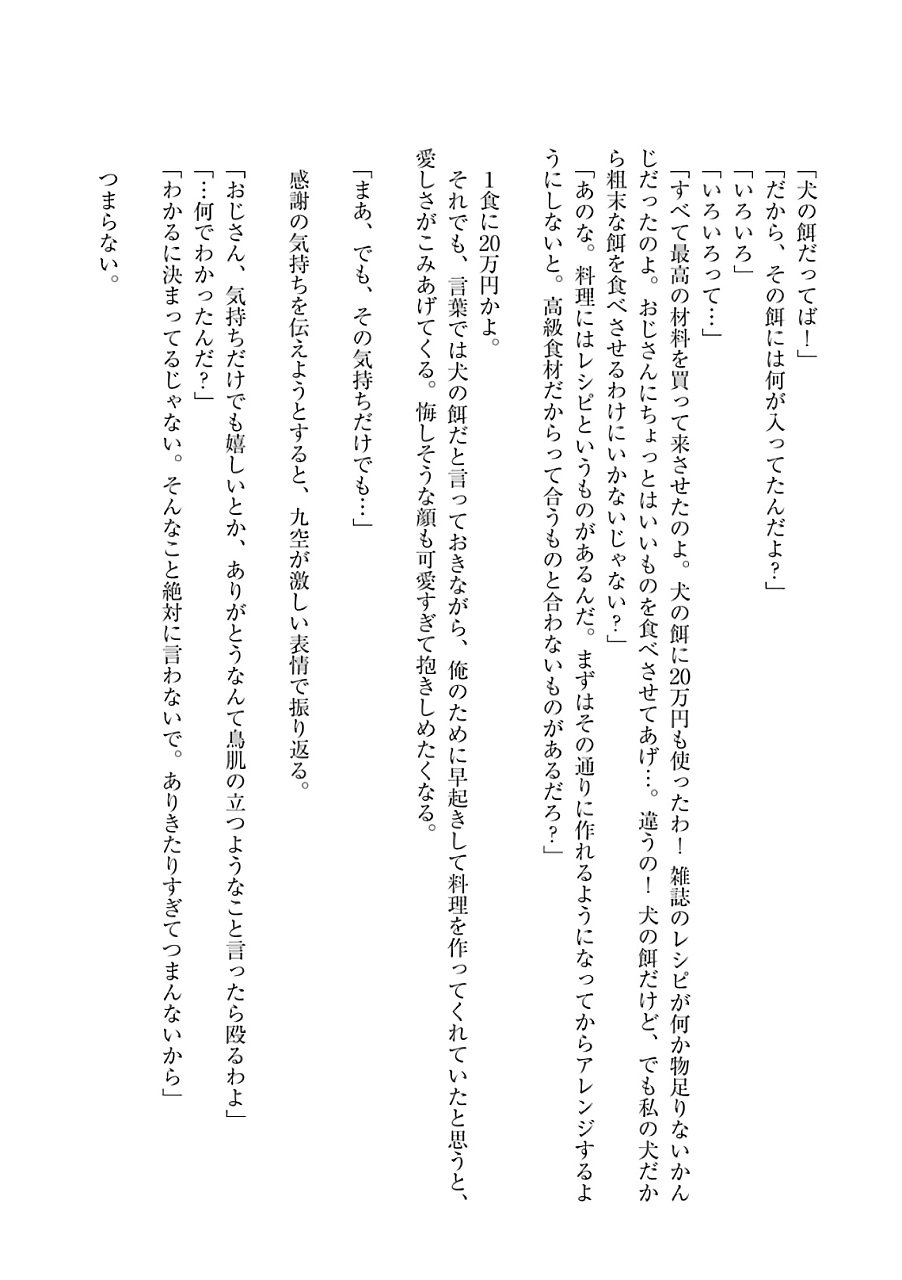 「犬の餌だってば！」
「だから、その餌には何が入ってたんだよ？」
「いろいろ」
「いろいろって…」
「すべて最高の材料を買って来させたのよ。犬の餌に20万円も使ったわ！ 雑誌のレシピが何か物足りないかん
じだったのよ。おじさんにちょっとはいいものを食べさせてあげ…。違うの！ 犬の餌だけど、でも私の犬だか
ら粗末な餌を食べさせるわけにいかないじゃない？」
「あのな。料理にはレシピというものがあるんだ。まずはその通りに作れるようになってからアレンジするよ
うにしないと。高級食材だからって合うものと合わないものがあるだろ？」
１食に20万円かよ。
それでも、言葉では犬の餌だと言っておきながら、俺のために早起きして料理を作ってくれていたと思うと、
愛しさがこみあげてくる。悔しそうな顔も可愛すぎて抱きしめたくなる。
「まあ、でも、その気持ちだけでも…」
感謝の気持ちを伝えようとすると、九空が激しい表情で振り返る。
「おじさん、気持ちだけでも嬉しいとか、ありがとうなんて鳥肌の立つようなこと言ったら殴るわよ」
「…何でわかったんだ？」
「わかるに決まってるじゃない。そんなこと絶対に言わないで。ありきたりすぎてつまんないから」
つまらない。